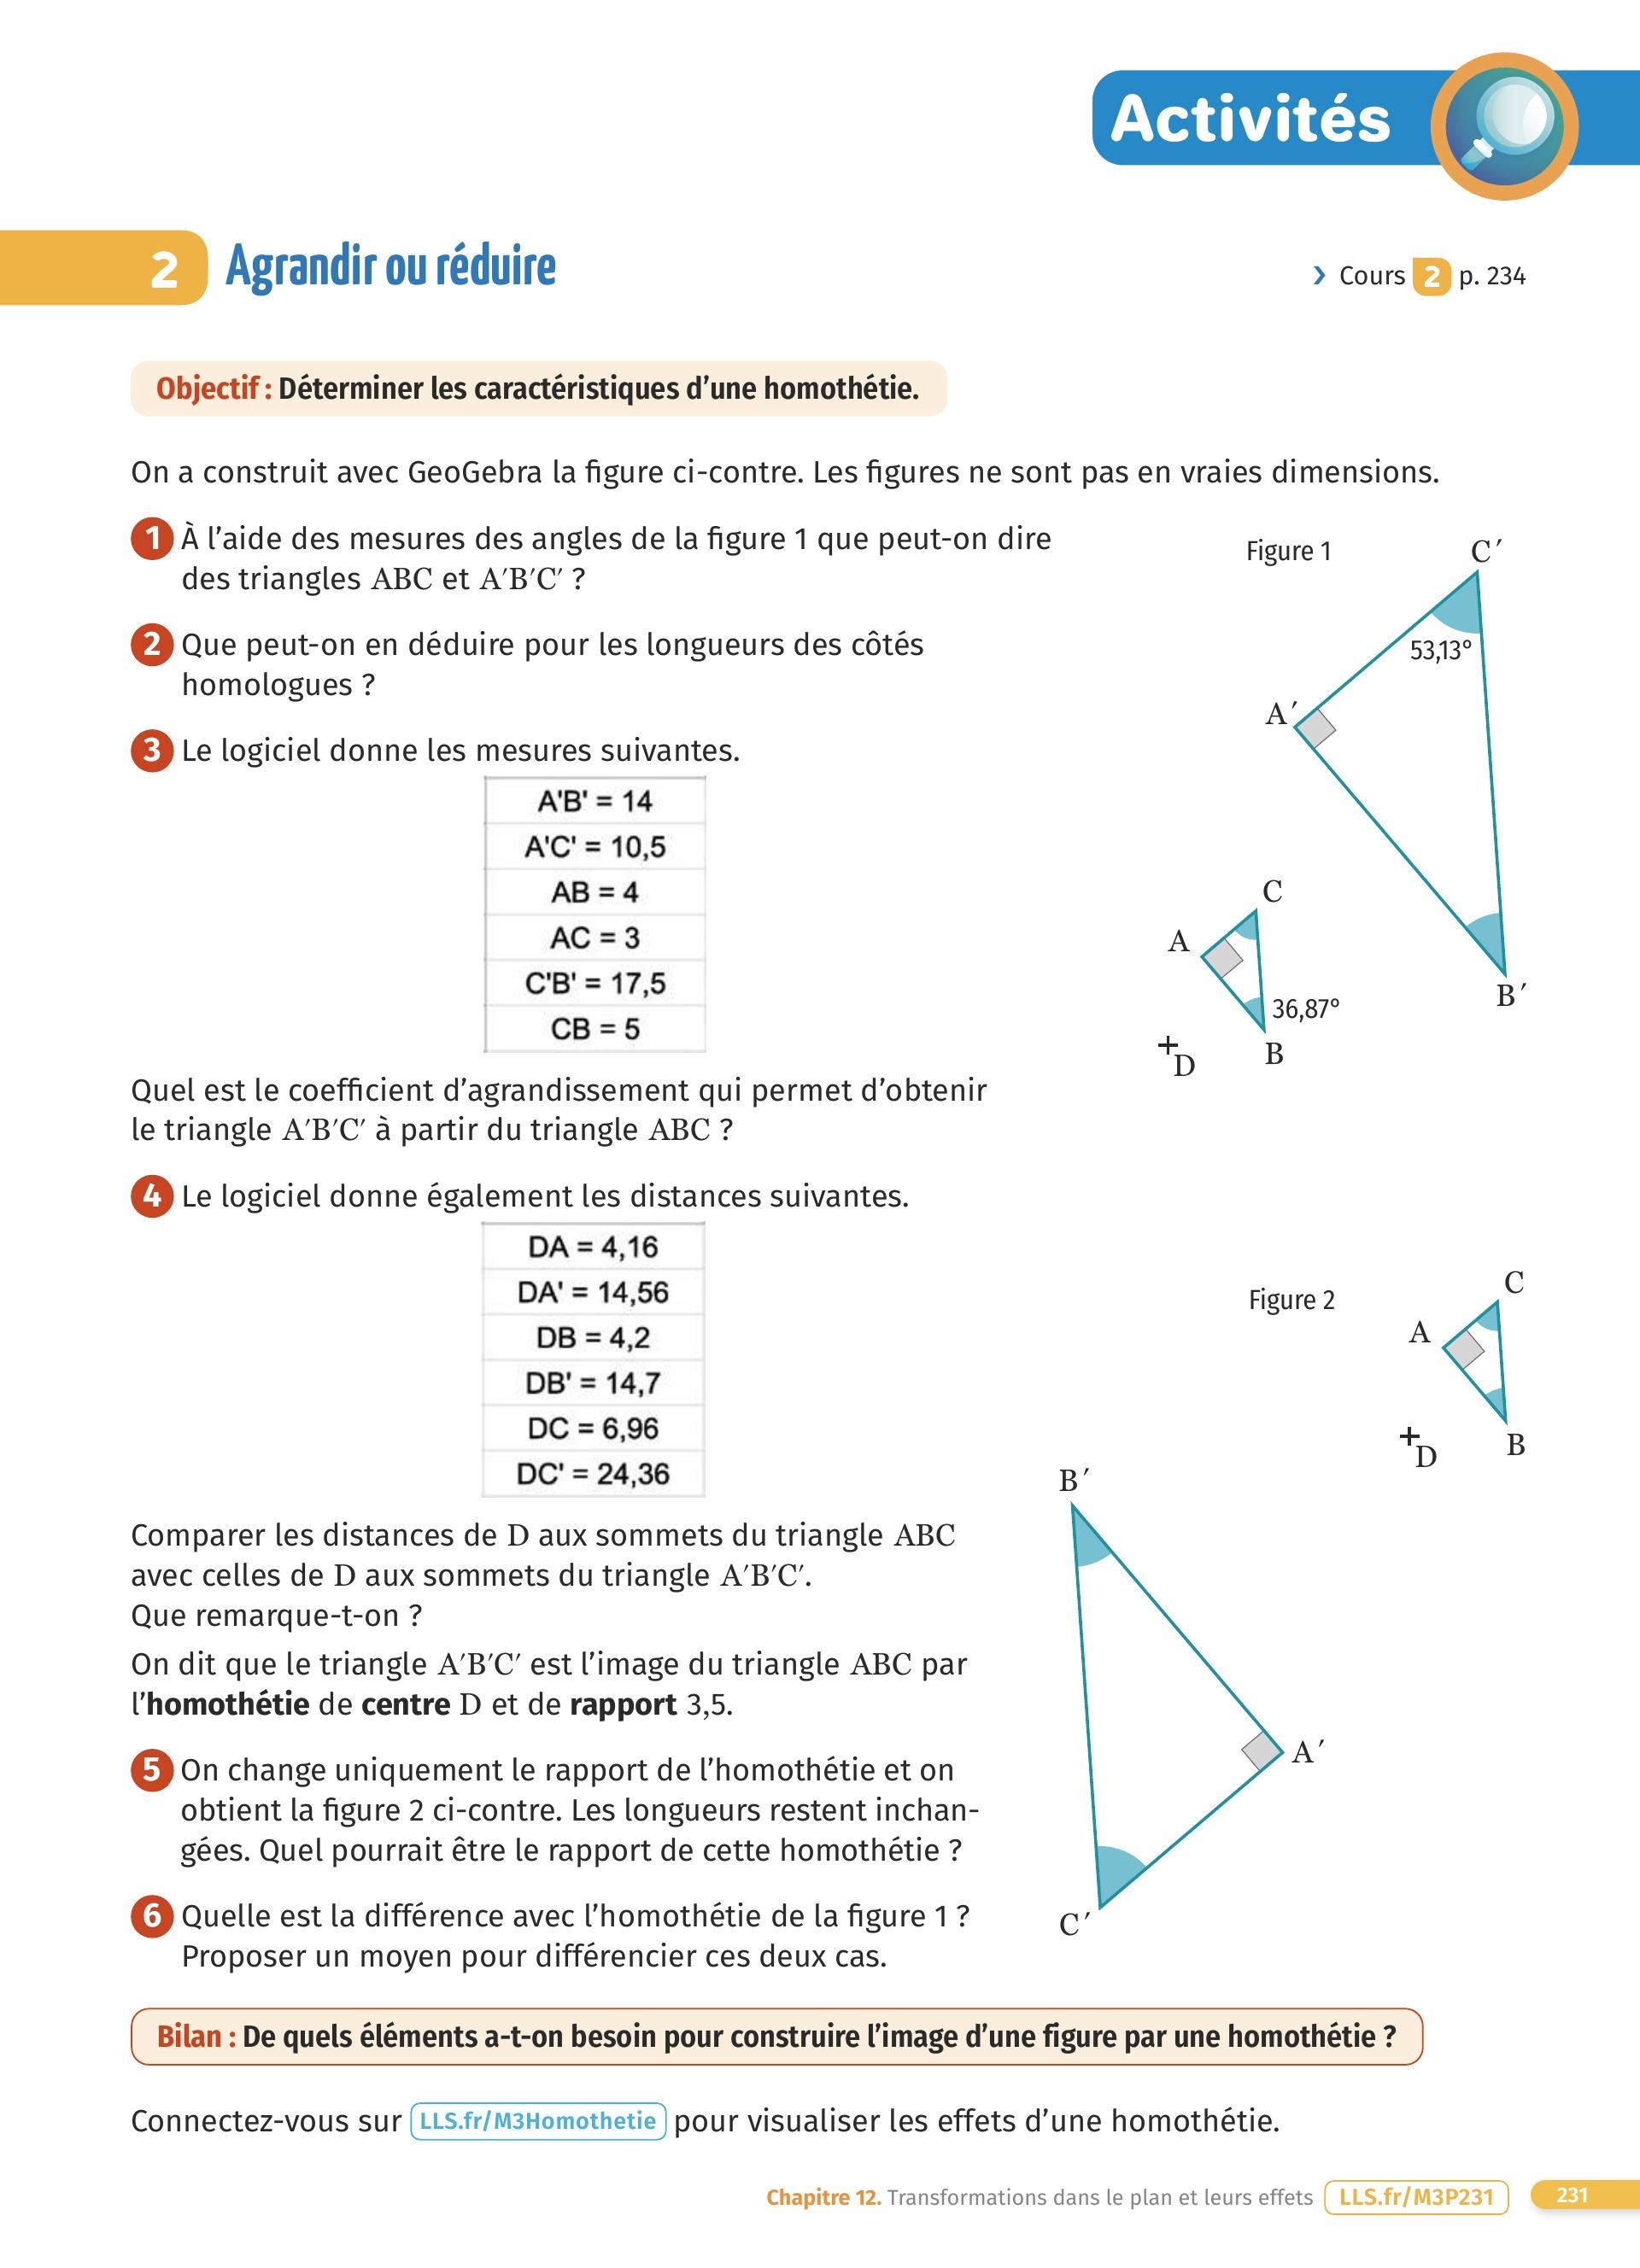 Activités
2 Agrandir ou réduire
› Cours 2 p. 234
Objectif : Déterminer les caractéristiques d’une homothétie.
On a construit avec GeoGebra la figure ci-contre. Les figures ne sont pas en vraies dimensions.
1 À l’aide des mesures des angles de la figure 1 que peut-on dire
des triangles ABC et A′B′C′ ?
2 Que peut-on en déduire pour les longueurs des côtés
homologues ?
3 Le logiciel donne les mesures suivantes.
A'B' = 14
A'C' = 10,5
AB = 4
AC = 3
C'B' = 17,5
CB = 5
Figure 1
C′
53,13°
A′
C
A
B′
36,87°
B
D
Quel est le coefficient d’agrandissement qui permet d’obtenir
le triangle A′B′C′ à partir du triangle ABC ?
4 Le logiciel donne également les distances suivantes.
DA = 4,16
DA' = 14,56
DB = 4,2
DB' = 14,7
DC = 6,96
DC' = 24,36
Comparer les distances de D aux sommets du triangle ABC
avec celles de D aux sommets du triangle A′B′C′.
Que remarque-t-on ?
On dit que le triangle A′B′C′ est l’image du triangle ABC par
l’homothétie de centre D et de rapport 3,5.
5 On change uniquement le rapport de l’homothétie et on
obtient la figure 2 ci-contre. Les longueurs restent inchan-
gées. Quel pourrait être le rapport de cette homothétie ?
6 Quelle est la différence avec l’homothétie de la figure 1 ?
Proposer un moyen pour différencier ces deux cas.
Figure 2
C
A
B
D
B′
A′
C′
Bilan : De quels éléments a-t-on besoin pour construire l’image d’une figure par une homothétie ?
Connectez-vous sur LLS.fr/M3Homothetie pour visualiser les effets d’une homothétie.
Chapitre 12. Transformations dans le plan et leurs effets LLS.fr/M3P231 231